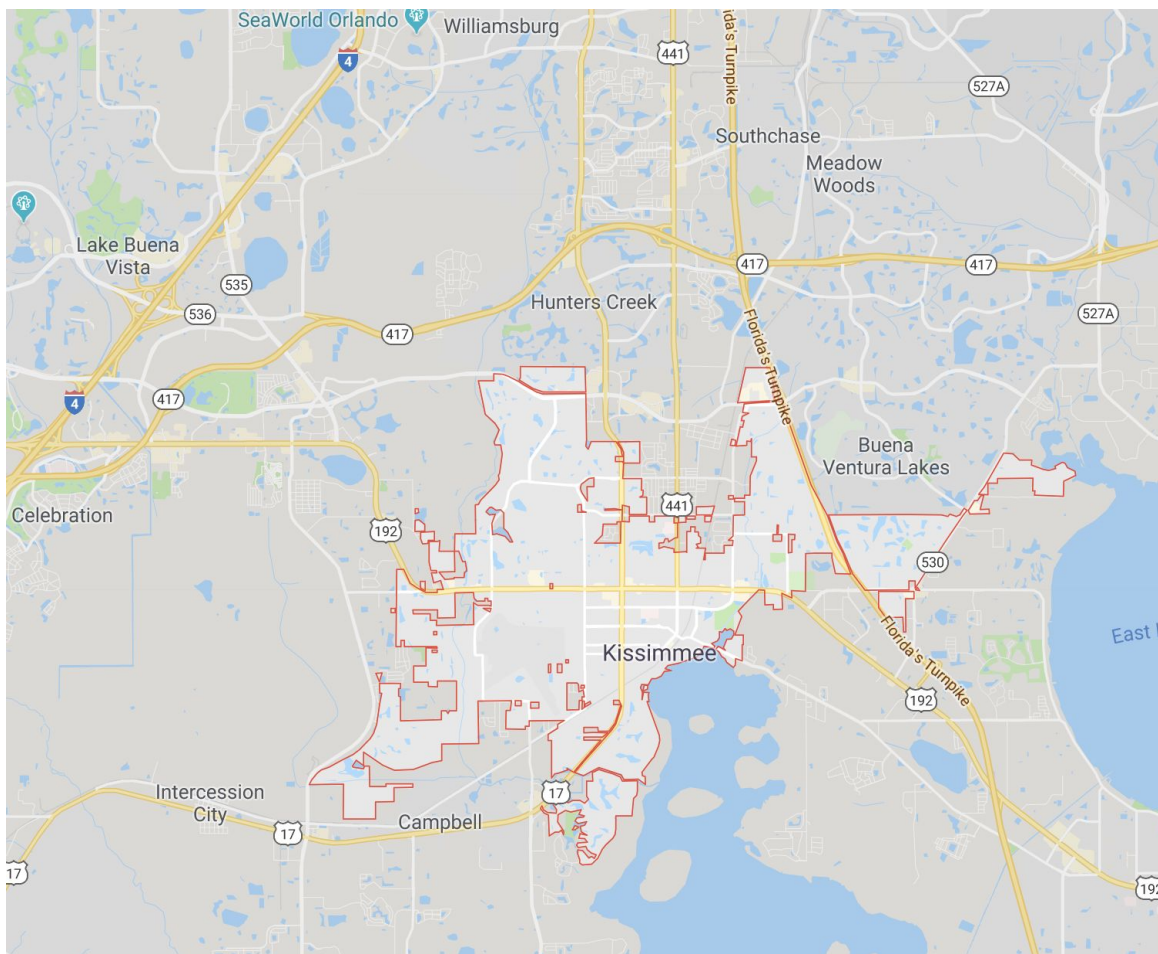 SeaWorld Orlando
Williamsburg
4
441
Florida's Turnpike
527A
Southchase
Meadow
Woods
Lake Buena
Vista
535
536
417
Hunters Creek
417
417
527A
Florida's Turnpike
4
417
Buena
Ventura Lakes
Celebration
192
441
530
Kissimmee
Florida's Turnpike
East
192
Intercession
City
17
Campbell
17
17
192